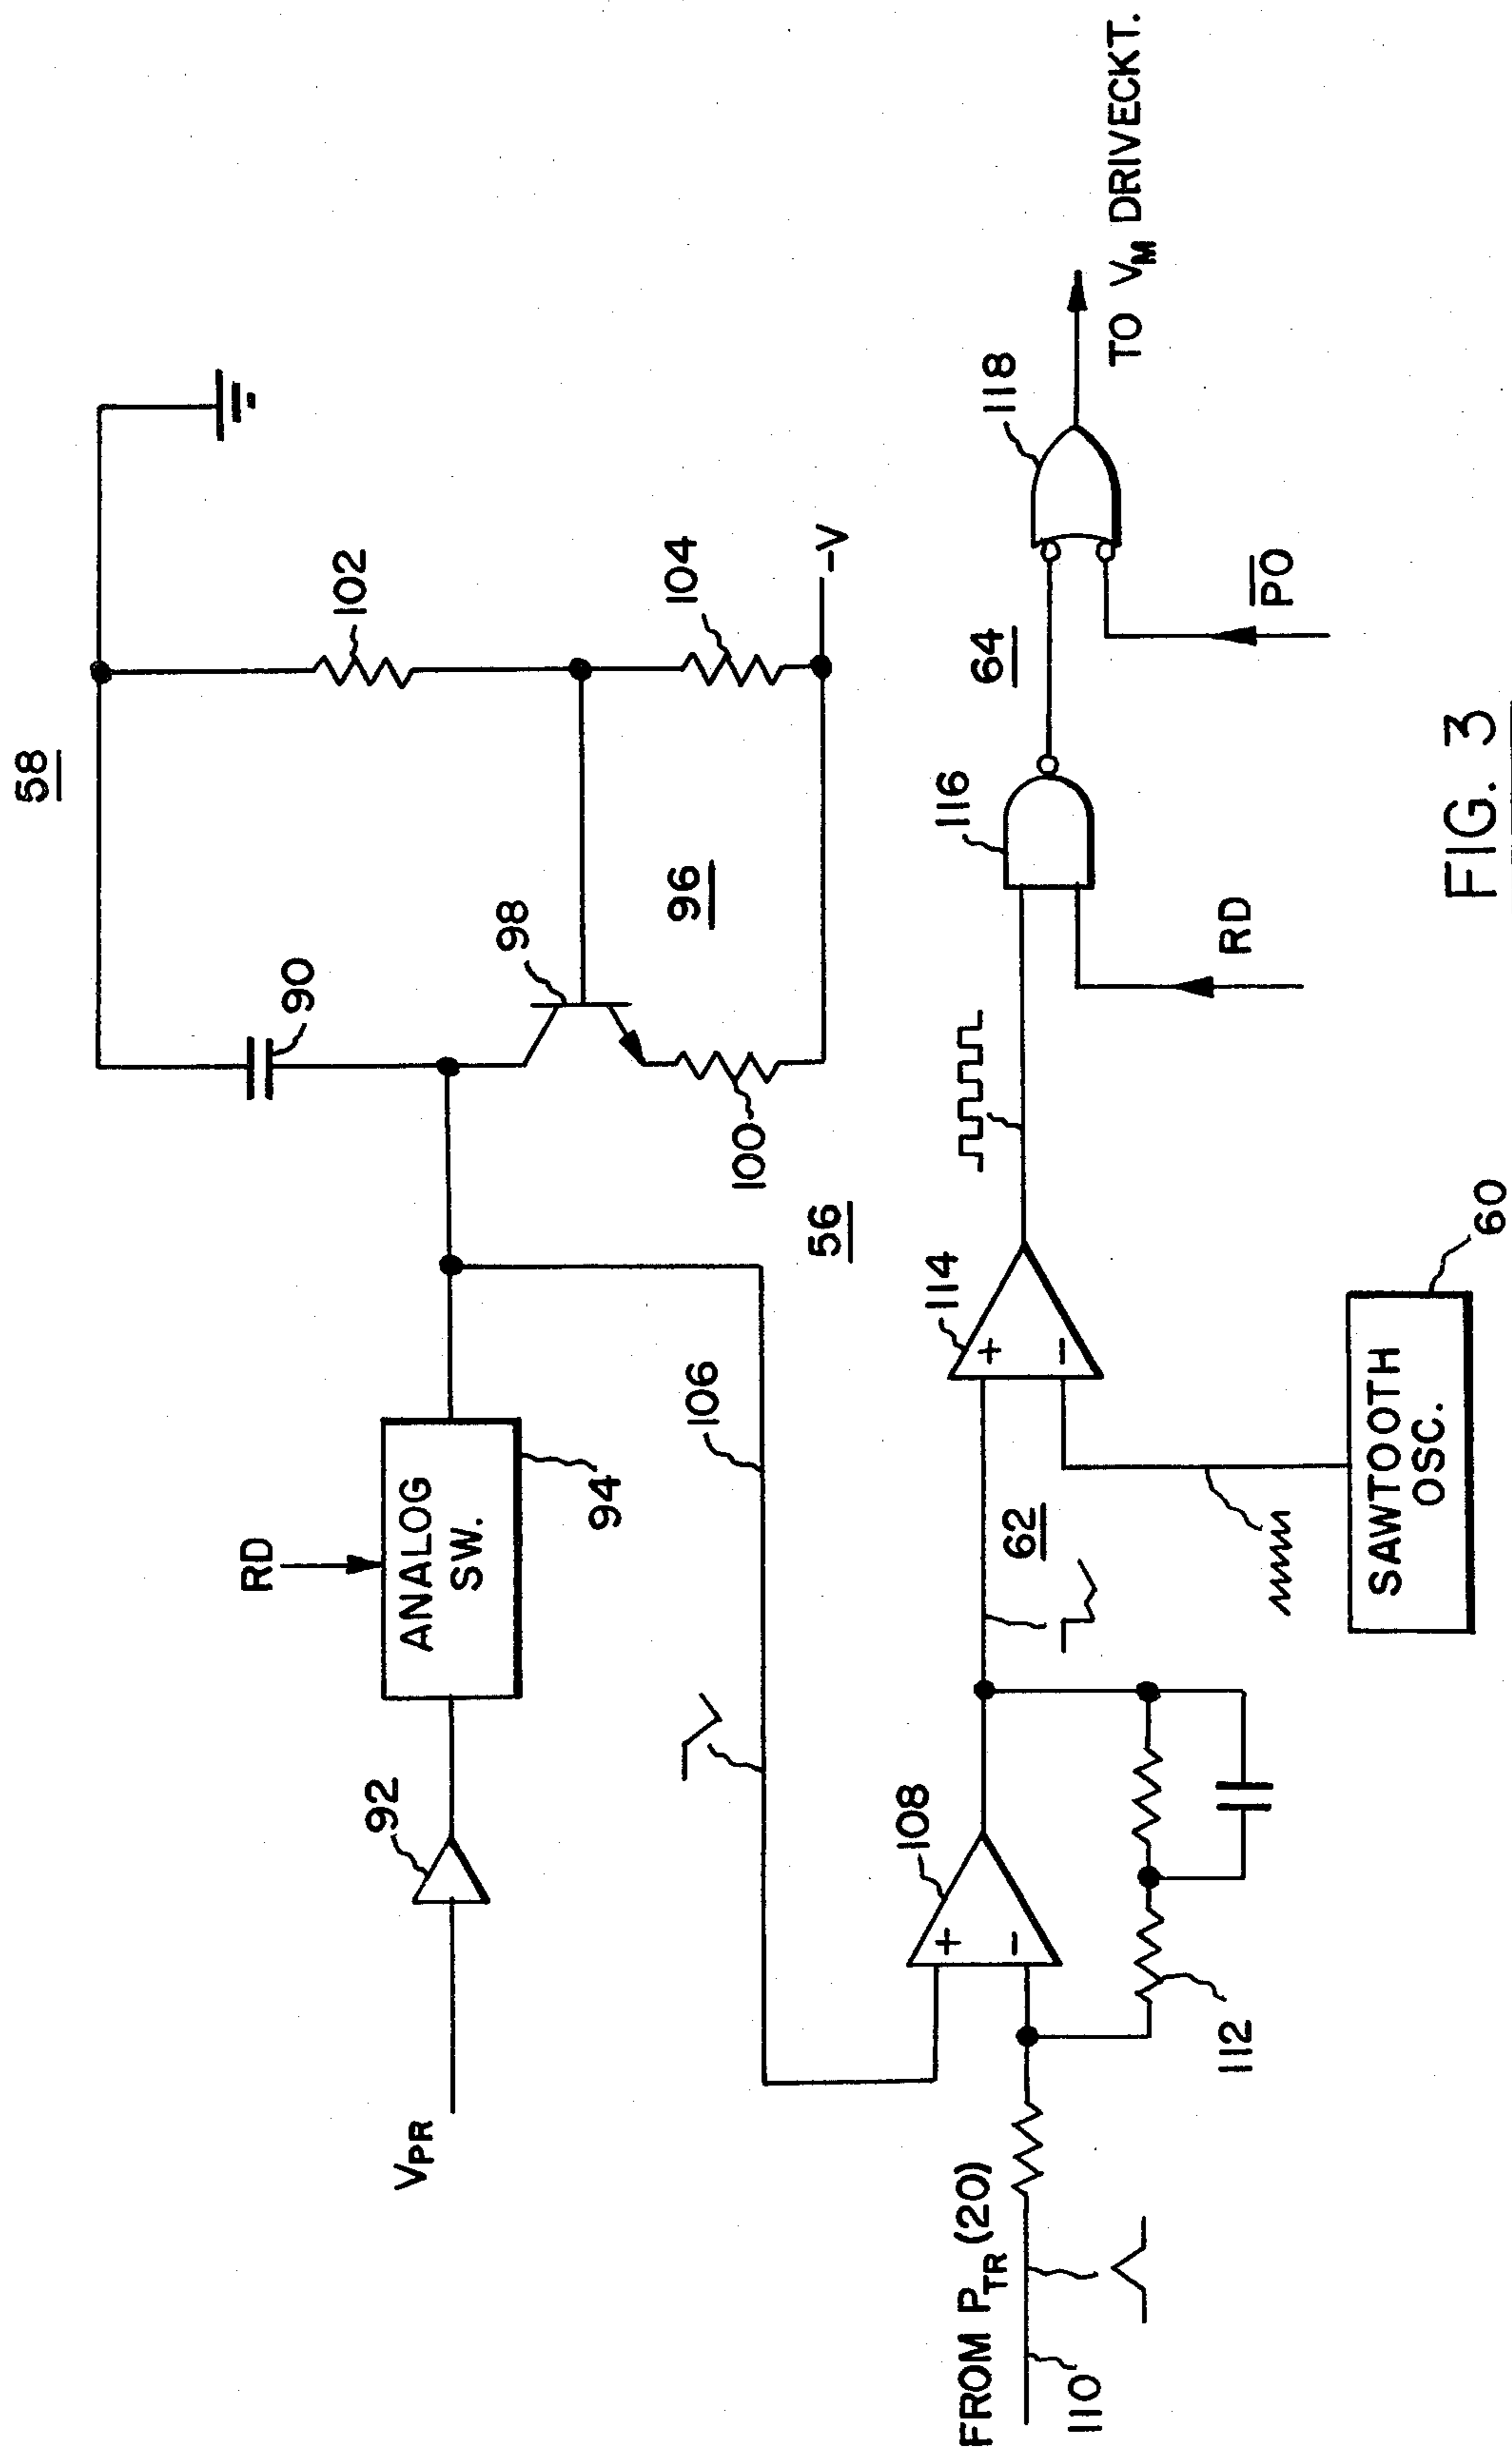 58
102
104
-V
90
98
96
100
56
RD
ANALOG
SW.
94
92
VPR
106
108
62
114
116
64
118
TO VM DRIVECKT.
RD
PO
+
-
+
-
FROM PTR (20)
110
112
SAWTOOTH
OSC.
60
FIG. 3